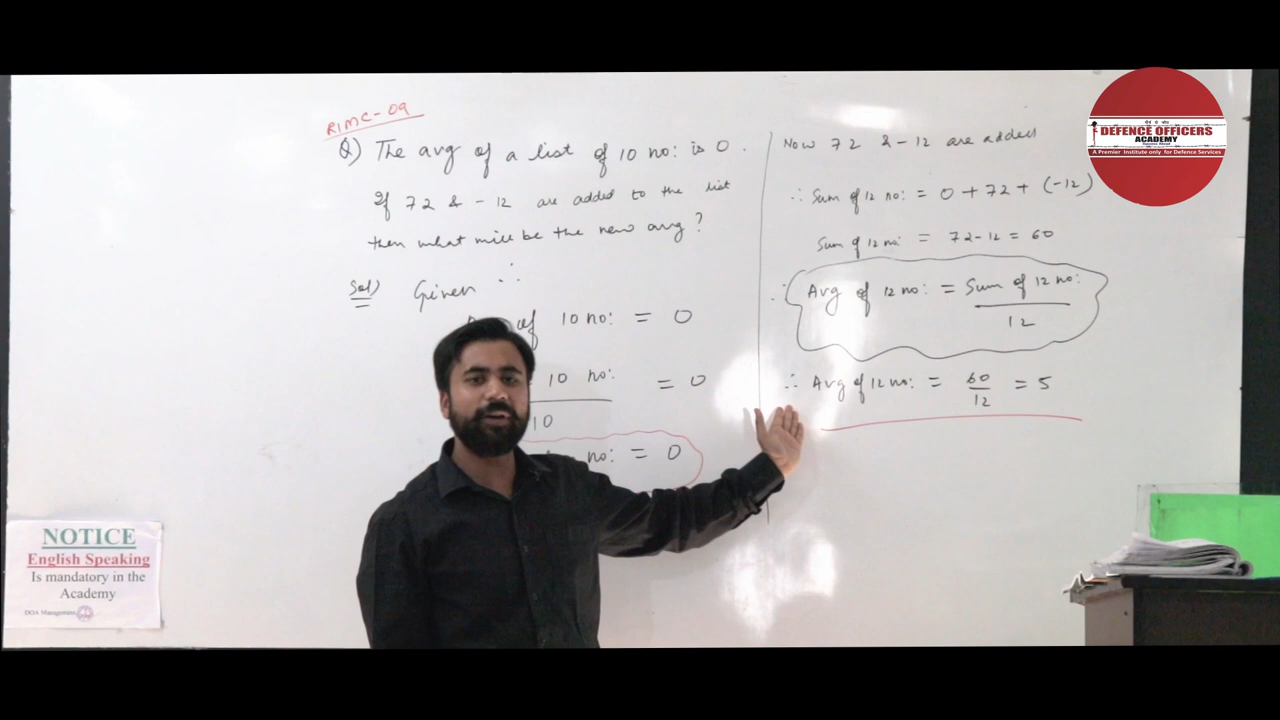 RIMC-09
Q) The avg of a list of 10 no: is 0.
If 72 & -12 are added to the list
then what will be the new avg?
Sol) Given ∴
of 10 no: = 0
10 no: = 0
10
no: = 0
Now 72 & -12 are added
∴ Sum of 12 no: = 0 + 72 + (-12)
Sum of 12 no: = 72-12 = 60
∴ Avg of 12 no: = Sum of 12 no:
12
∴ Avg of 12 no: = 60/12 = 5
DEFENCE OFFICERS
ACADEMY
A Premier Institute only for Defence Services
NOTICE
English Speaking
Is mandatory in the
Academy
DOA Management